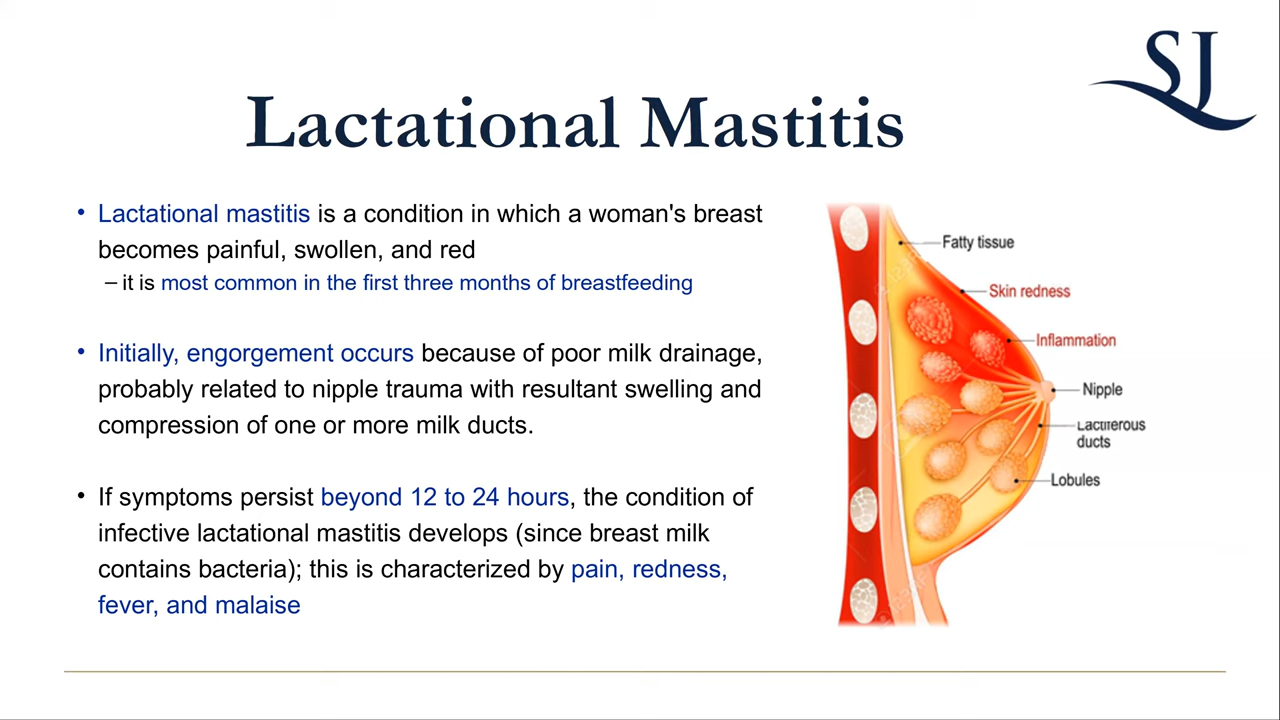 SJ
Lactational Mastitis
• Lactational mastitis is a condition in which a woman's breast
becomes painful, swollen, and red
– it is most common in the first three months of breastfeeding
• Initially, engorgement occurs because of poor milk drainage,
probably related to nipple trauma with resultant swelling and
compression of one or more milk ducts.
• If symptoms persist beyond 12 to 24 hours, the condition of
infective lactational mastitis develops (since breast milk
contains bacteria); this is characterized by pain, redness,
fever, and malaise
Fatty tissue
Skin redness
Inflammation
Nipple
Lactiferous
ducts
Lobules